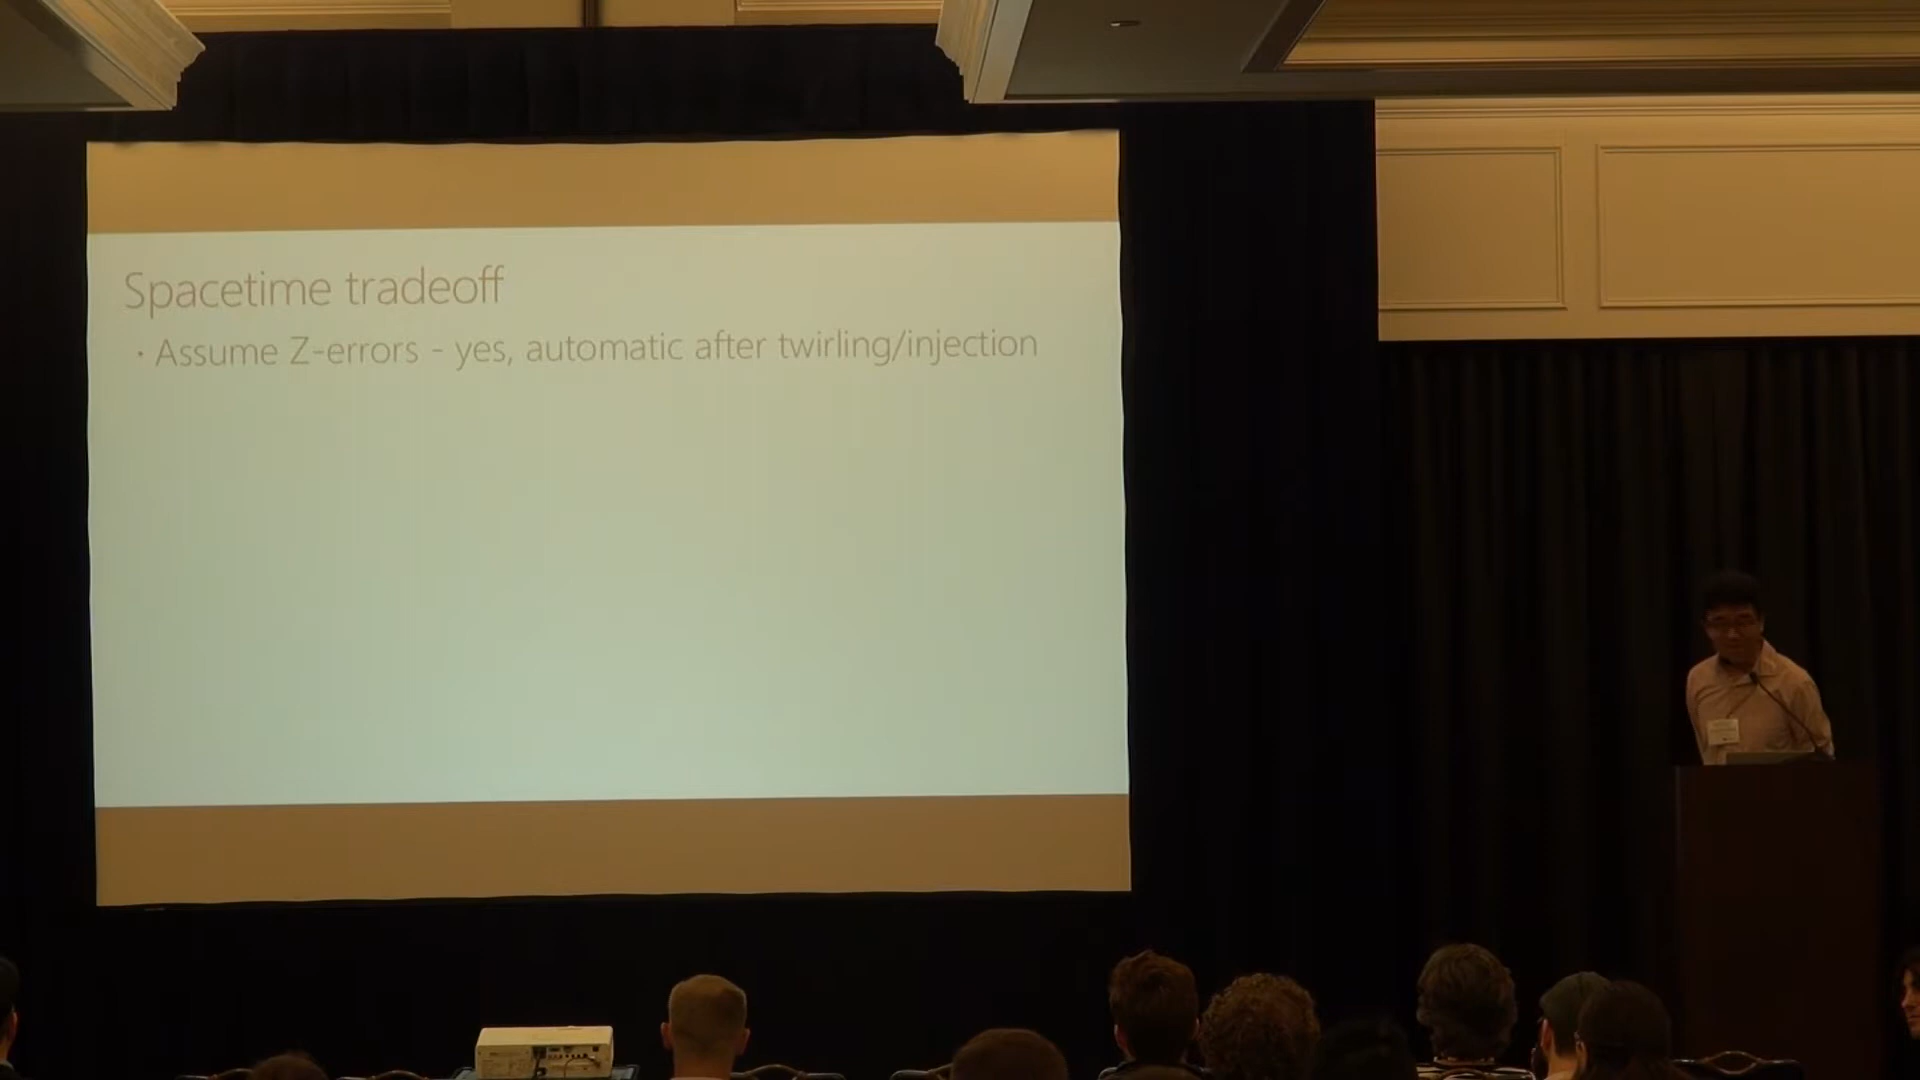 Spacetime tradeoff
· Assume Z-errors - yes, automatic after twirling/injection